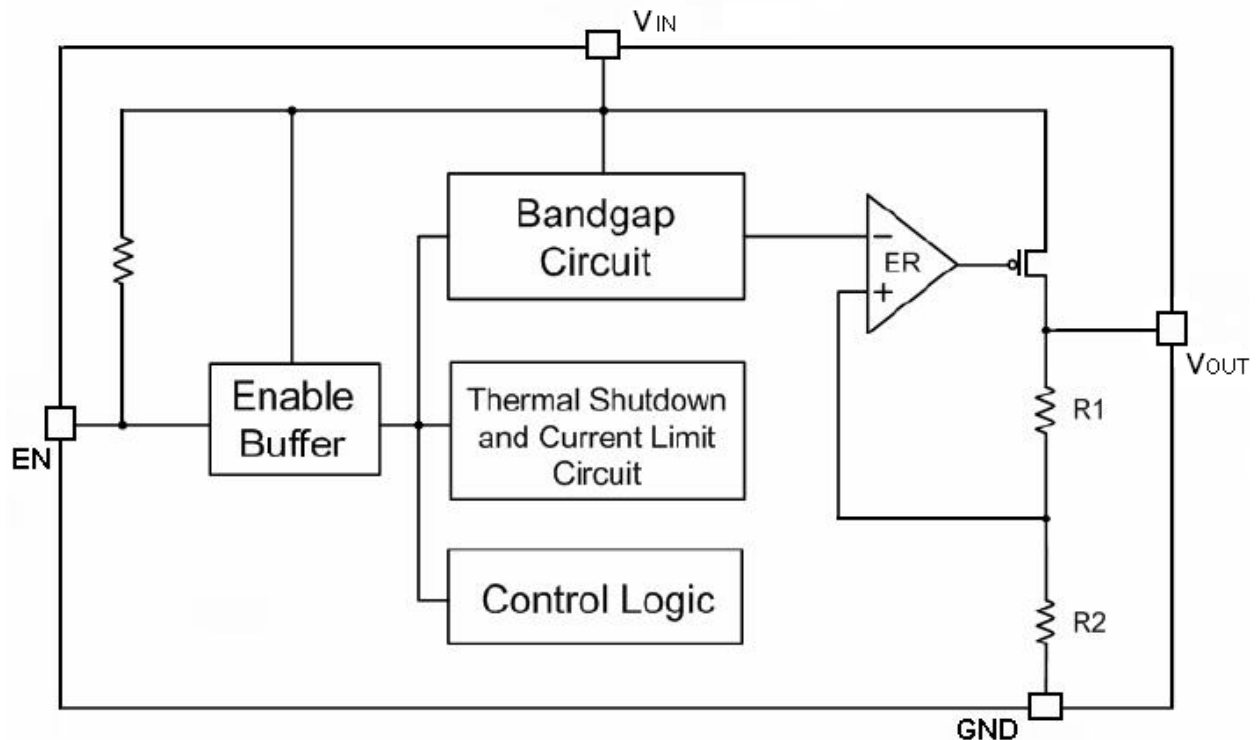 VIN
Bandgap
Circuit
−
ER
+
VOUT
Enable
Buffer
Thermal Shutdown
and Current Limit
Circuit
R1
EN
Control Logic
R2
GND